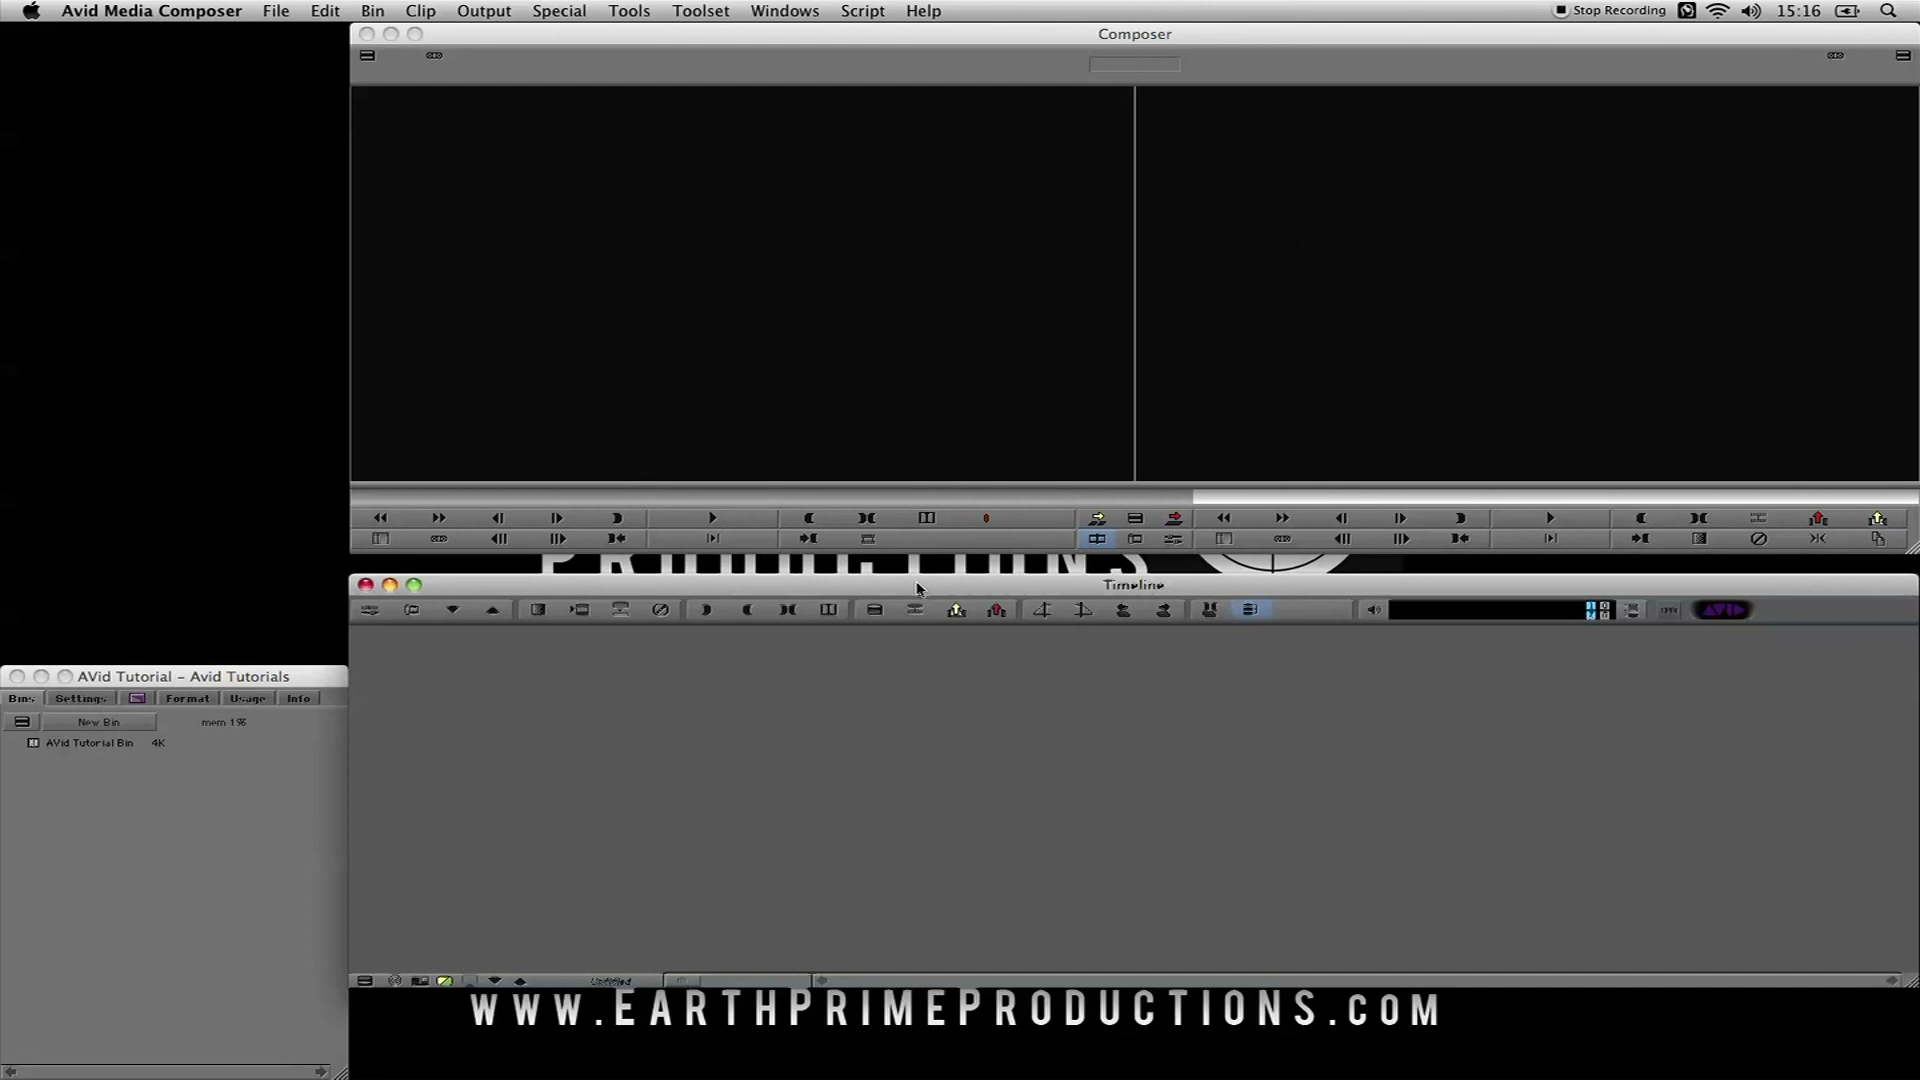 Avid Media Composer File Edit Bin Clip Output Special Tools Toolset Windows Script Help Stop Recording 15:16
Composer
PRODUCTIONS
Timeline
AVid Tutorial - Avid Tutorials
Bins Settings Format Usage Info
New Bin mem 1%
AVid Tutorial Bin 4K
Untitled
WWW.EARTHPRIMEPRODUCTIONS.COM